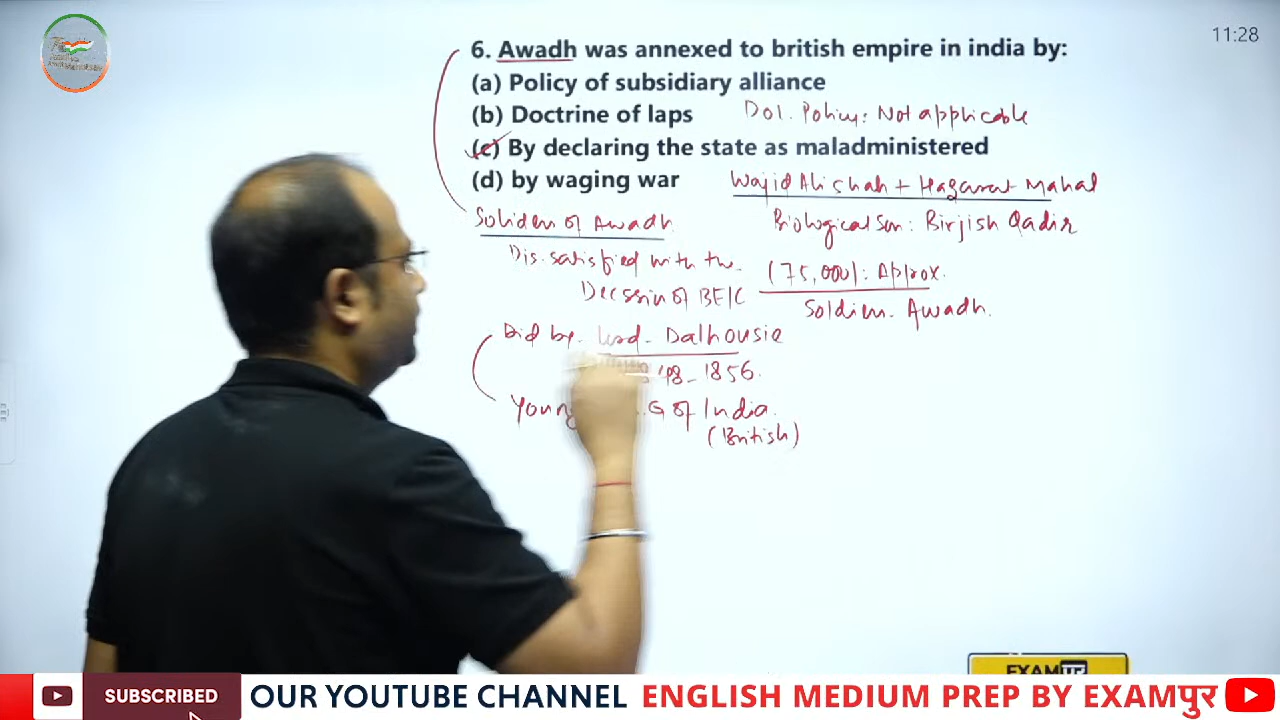 11:28
6. Awadh was annexed to british empire in india by:
(a) Policy of subsidiary alliance
(b) Doctrine of laps Dol. Policy: Not applicable
(c) By declaring the state as maladministered
(d) by waging war Wajid Ali shah + Hazarat Mahal
of Awadh. Biological Son: Birjish Qadir
Dis. satisfied with the. (75,000): Approx.
of BEIC Soldiers. Awadh.
Did by. Lord. Dalhousie
48-1856.
Young G of India.
(British)
EXAMपुर
SUBSCRIBED OUR YOUTUBE CHANNEL ENGLISH MEDIUM PREP BY EXAMपुर